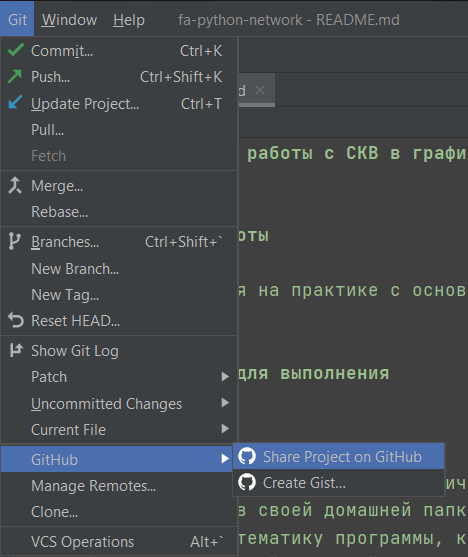 Git Window Help fa-python-network - README.md
Commit... Ctrl+K
Push... Ctrl+Shift+K
Update Project... Ctrl+T
Pull...
Fetch
Merge...
Rebase...
Branches... Ctrl+Shift+`
New Branch...
New Tag...
Reset HEAD...
Show Git Log
Patch
Uncommitted Changes
Current File
GitHub
Manage Remotes...
Clone...
VCS Operations Alt+`
Share Project on GitHub
Create Gist...
работы с СКВ в графи
на практике с основ
для выполнения
в своей домашней папк
программы, к